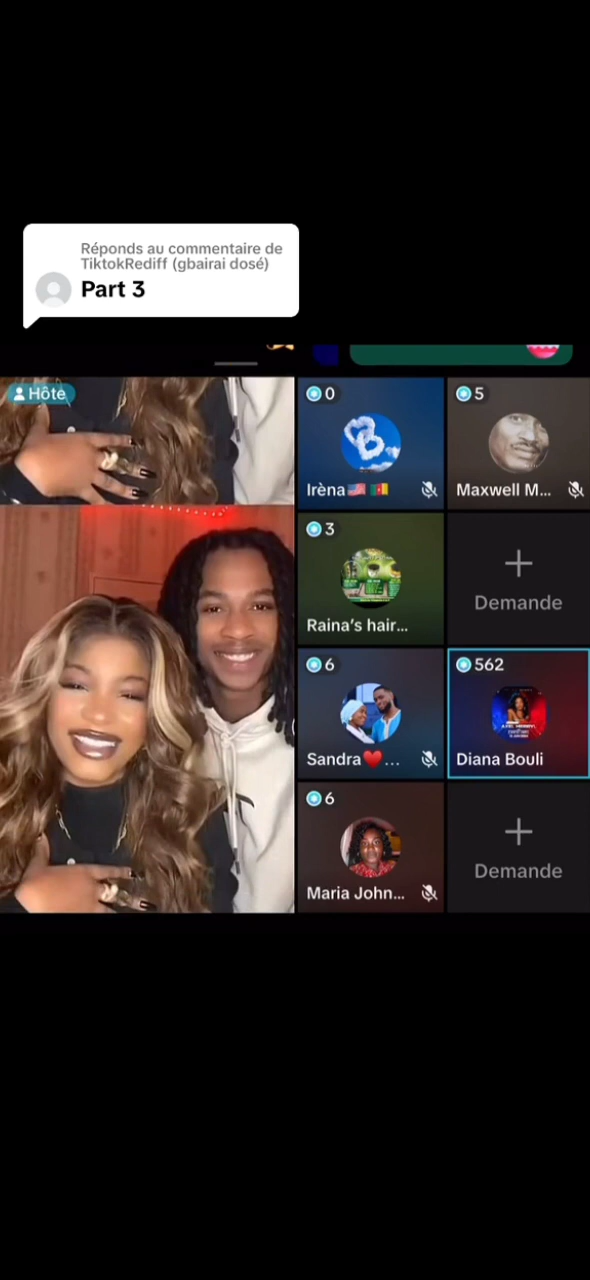 Réponds au commentaire de
TiktokRediff (gbairai dosé)
Part 3
Hôte
0
5
Irèna🇺🇸 🇨🇲
Maxwell M...
3
Raina's hair...
Demande
6
562
Sandra❤️...
Diana Bouli
6
Maria John...
Demande